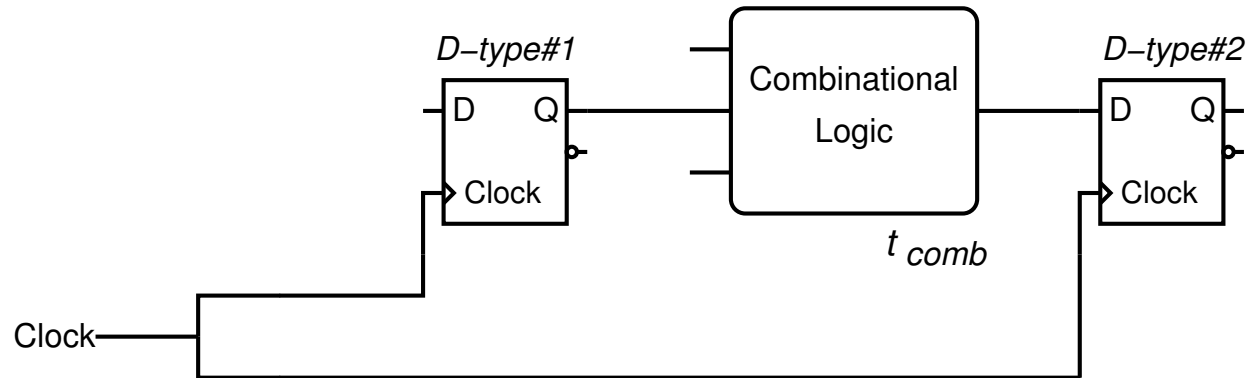 D–type#1
D–type#2
Combinational
Logic
D Q
Clock
D Q
Clock
t comb
Clock